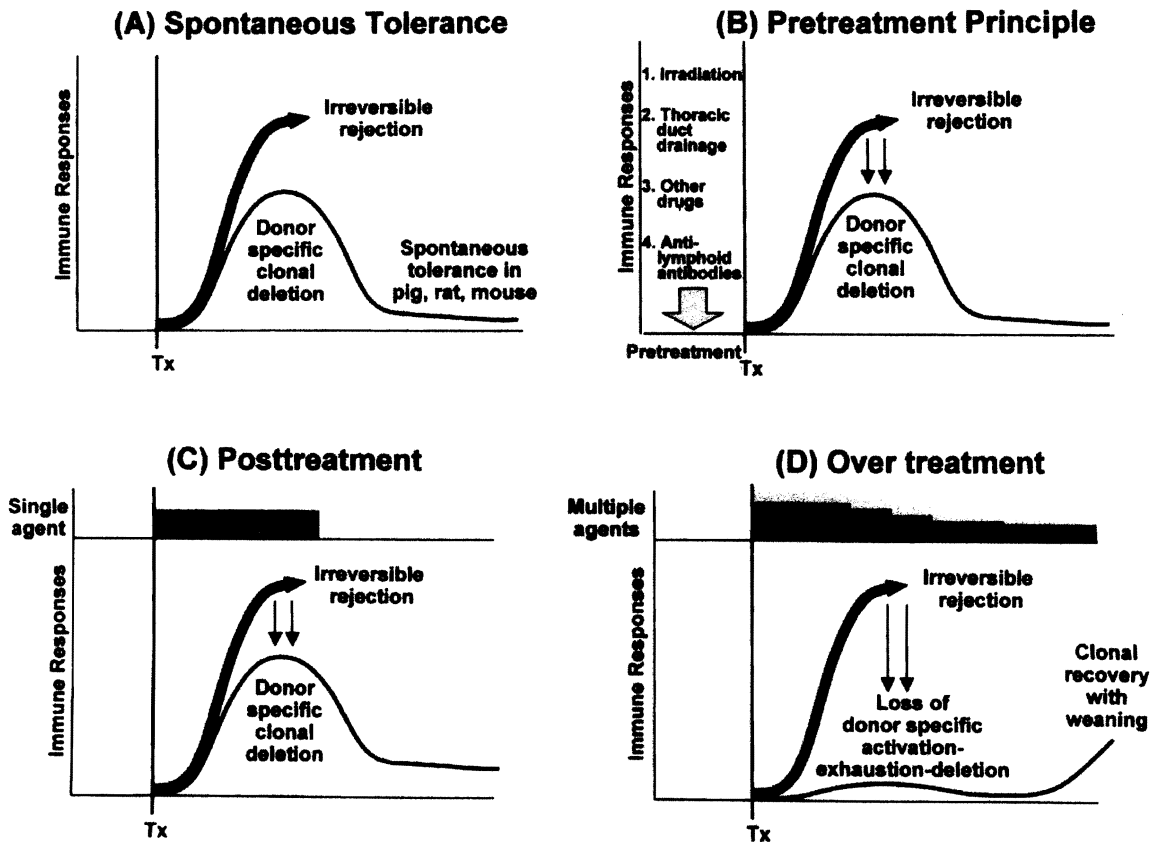 (A) Spontaneous Tolerance
Immune Responses
Irreversible
rejection
Donor
specific
clonal
deletion
Spontaneous
tolerance in
pig, rat, mouse
Tx
(B) Pretreatment Principle
Immune Responses
1. Irradiation
2. Thoracic
duct
drainage
3. Other
drugs
4. Anti-
lymphoid
antibodies
Pretreatment
Irreversible
rejection
Donor
specific
clonal
deletion
Tx
(C) Posttreatment
Single
agent
Immune Responses
Irreversible
rejection
Donor
specific
clonal
deletion
Tx
(D) Over treatment
Multiple
agents
Immune Responses
Irreversible
rejection
Loss of
donor specific
activation-
exhaustion-deletion
Clonal
recovery
with
weaning
Tx